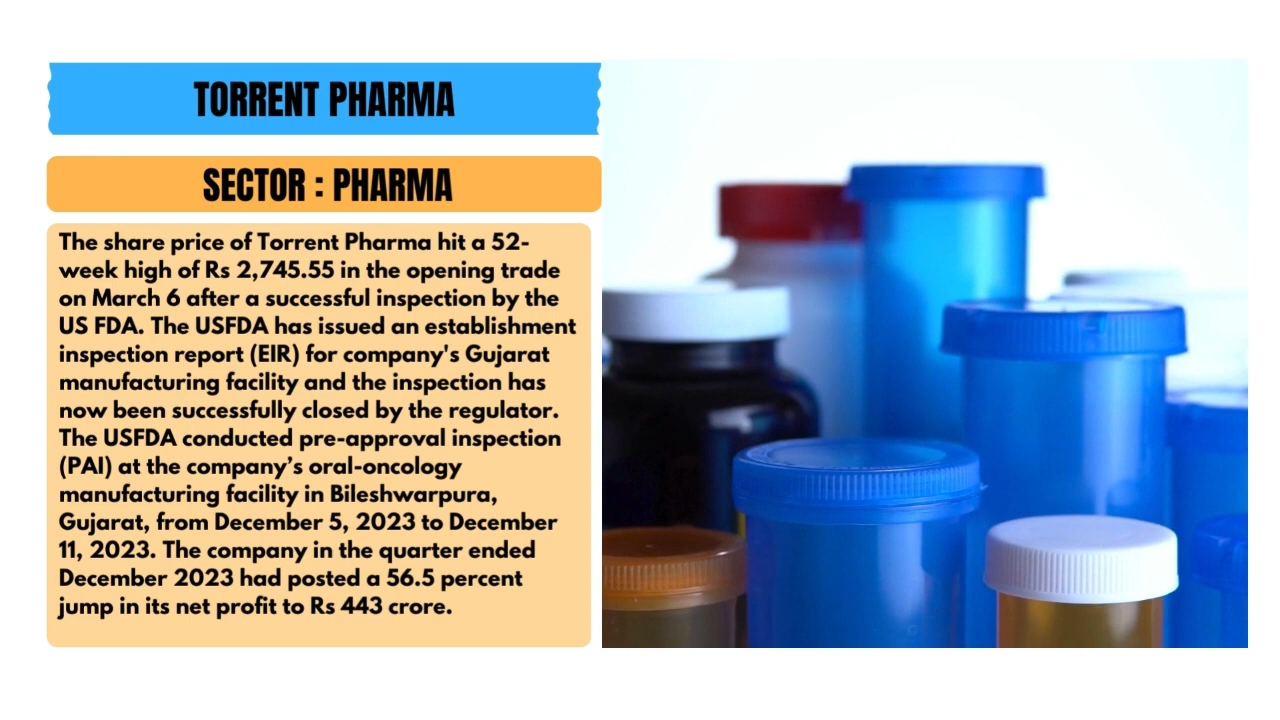 TORRENT PHARMA
SECTOR : PHARMA
The share price of Torrent Pharma hit a 52-
week high of Rs 2,745.55 in the opening trade
on March 6 after a successful inspection by the
US FDA. The USFDA has issued an establishment
inspection report (EIR) for company's Gujarat
manufacturing facility and the inspection has
now been successfully closed by the regulator.
The USFDA conducted pre-approval inspection
(PAI) at the company’s oral-oncology
manufacturing facility in Bileshwarpura,
Gujarat, from December 5, 2023 to December
11, 2023. The company in the quarter ended
December 2023 had posted a 56.5 percent
jump in its net profit to Rs 443 crore.